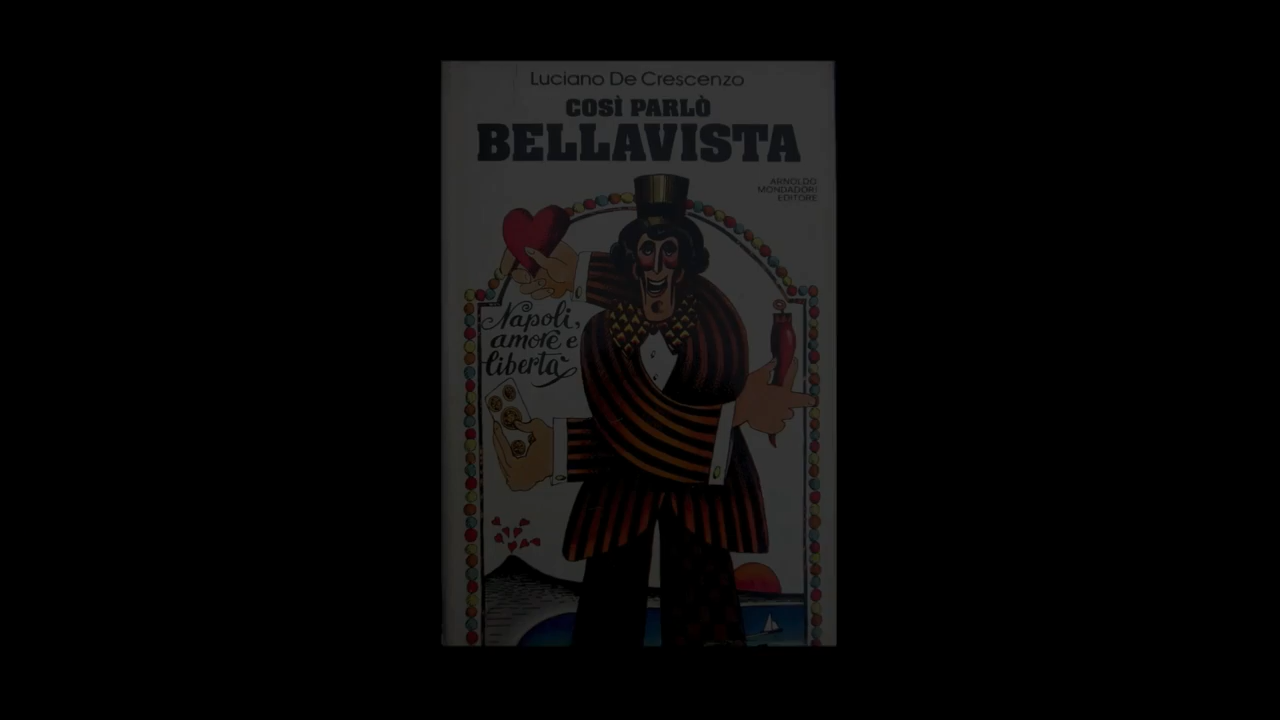 Luciano De Crescenzo
COSÌ PARLÒ
BELLAVISTA
ARNOLDO
MONDADORI
EDITORE
Napoli,
amore e
libertà